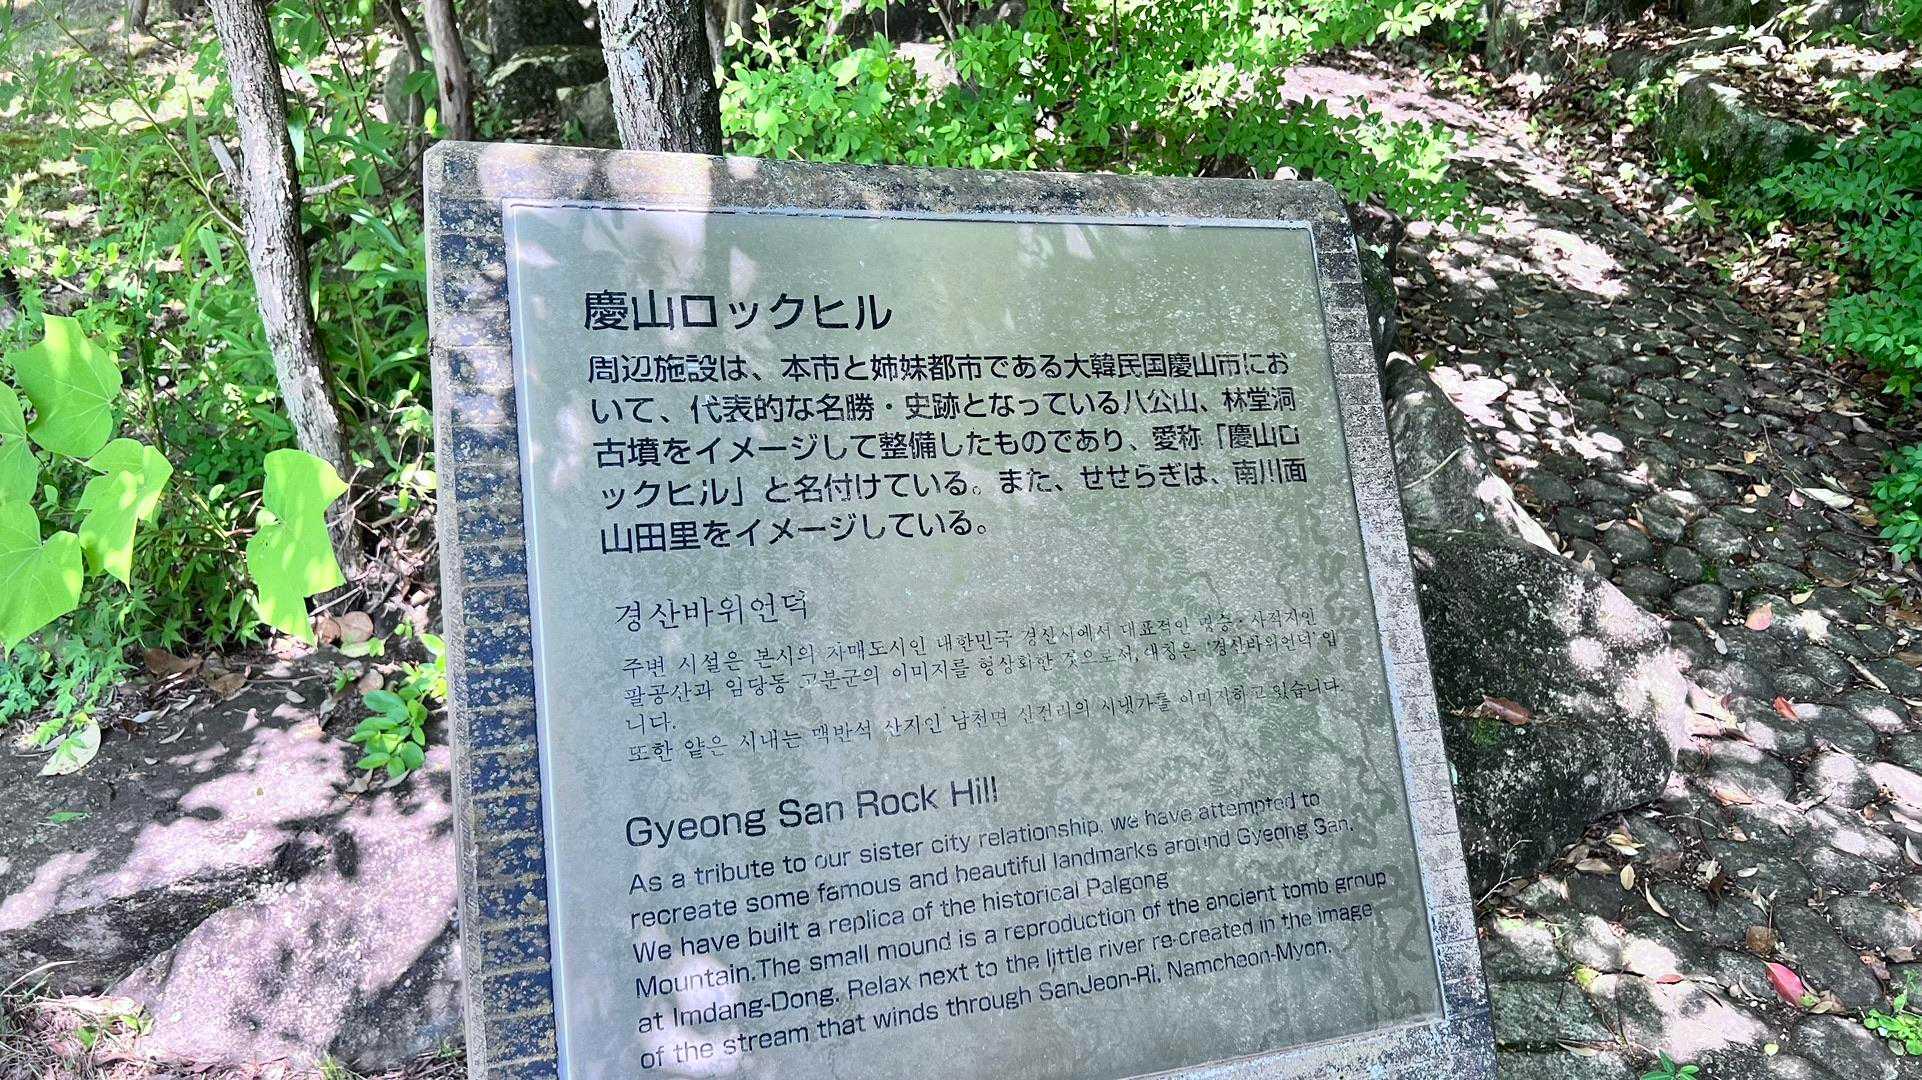 慶山ロックヒル
周辺施設は、本市と姉妹都市である大韓民国慶山市にお
いて、代表的な名勝・史跡となっている八公山、林堂洞
古墳をイメージして整備したものであり、愛称「慶山ロ
ックヒル」と名付けている。また、せせらぎは、南川面
山田里をイメージしている。
경산바위언덕
주변 시설은 본시의 자매도시인 대한민국 경산시에서 대표적인 명승·사적지인
팔공산과 임당동 고분군의 이미지를 형상화한 것으로서, 애칭은 '경산바위언덕'입
니다.
또한 얕은 시내는 맥반석 산지인 남천면 산전리의 시냇가를 이미지하고 있습니다.
Gyeong San Rock Hill
As a tribute to our sister city relationship, we have attempted to
recreate some famous and beautiful landmarks around Gyeong San.
We have built a replica of the historical Palgong
Mountain.The small mound is a reproduction of the ancient tomb group
at Imdang-Dong. Relax next to the little river re-created in the image
of the stream that winds through SanJeon-Ri, Namcheon-Myon.